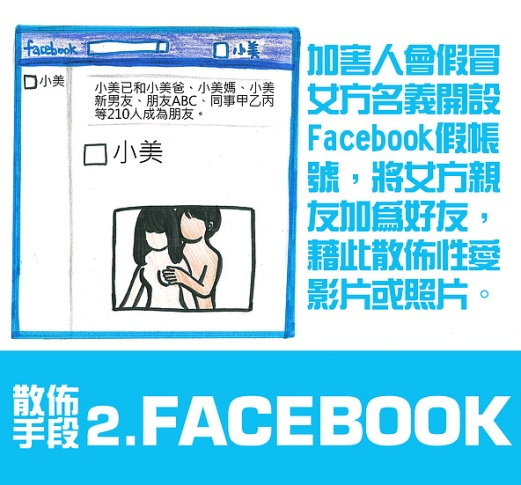 facebook
小美
小美
小美已和小美爸、小美媽、小美
新男友、朋友ABC、同事甲乙丙
等210人成為朋友。
小美
加害人會假冒
女方名義開設
Facebook假帳
號，將女方親
友加為好友，
藉此散佈性愛
影片或照片。
散佈
手段2.FACEBOOK